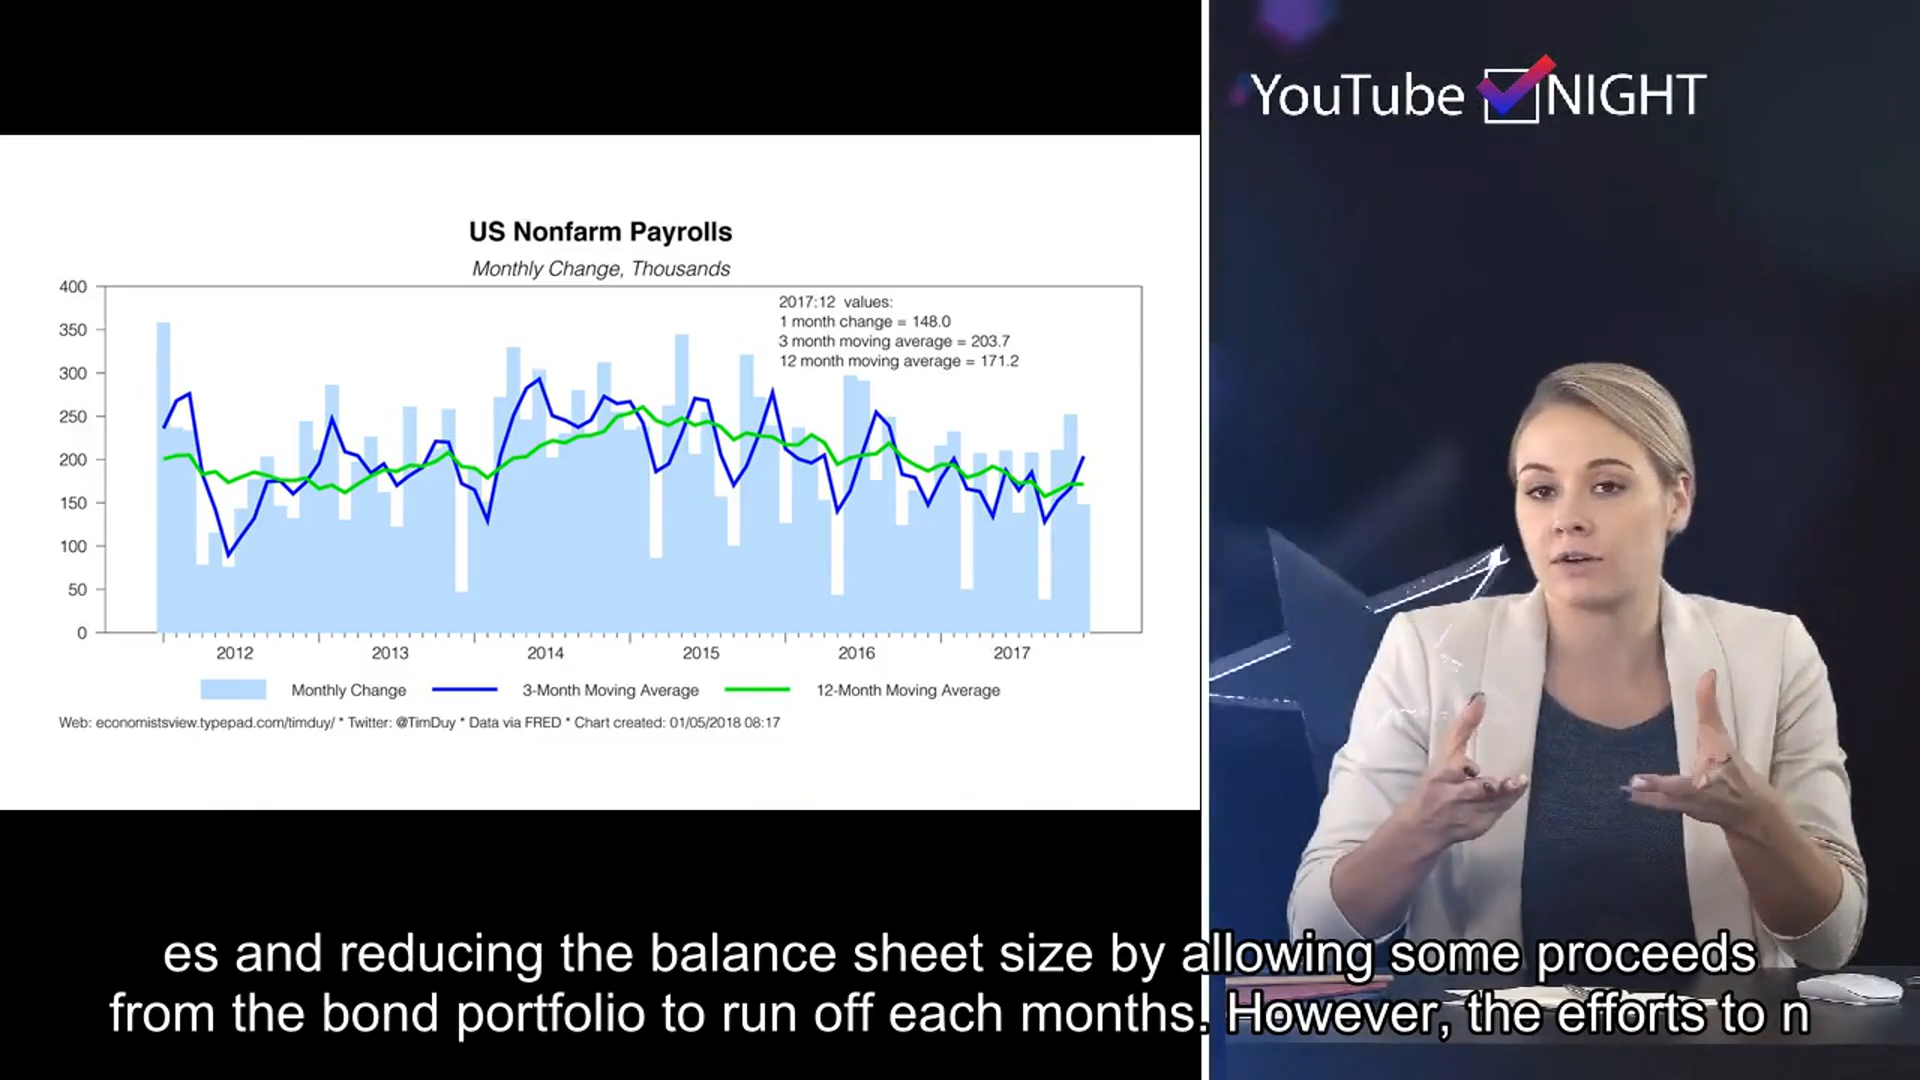 YouTube NIGHT
US Nonfarm Payrolls
Monthly Change, Thousands
2017:12 values:
1 month change = 148.0
3 month moving average = 203.7
12 month moving average = 171.2
400
350
300
250
200
150
100
50
0
2012 2013 2014 2015 2016 2017
Monthly Change 3-Month Moving Average 12-Month Moving Average
Web: economistsview.typepad.com/timduy/ * Twitter: @TimDuy * Data via FRED * Chart created: 01/05/2018 08:17
es and reducing the balance sheet size by allowing some proceeds
from the bond portfolio to run off each months. However, the efforts to n